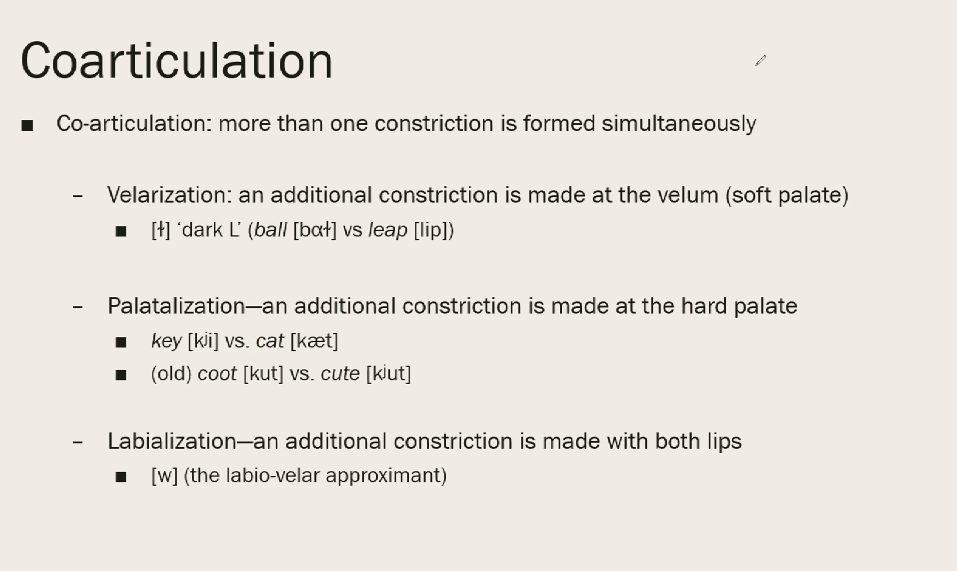 Coarticulation
■ Co-articulation: more than one constriction is formed simultaneously
– Velarization: an additional constriction is made at the velum (soft palate)
■ [ɫ] ‘dark L’ (ball [bɑɫ] vs leap [lip])
– Palatalization—an additional constriction is made at the hard palate
■ key [kʲi] vs. cat [kæt]
■ (old) coot [kut] vs. cute [kʲut]
– Labialization—an additional constriction is made with both lips
■ [w] (the labio-velar approximant)